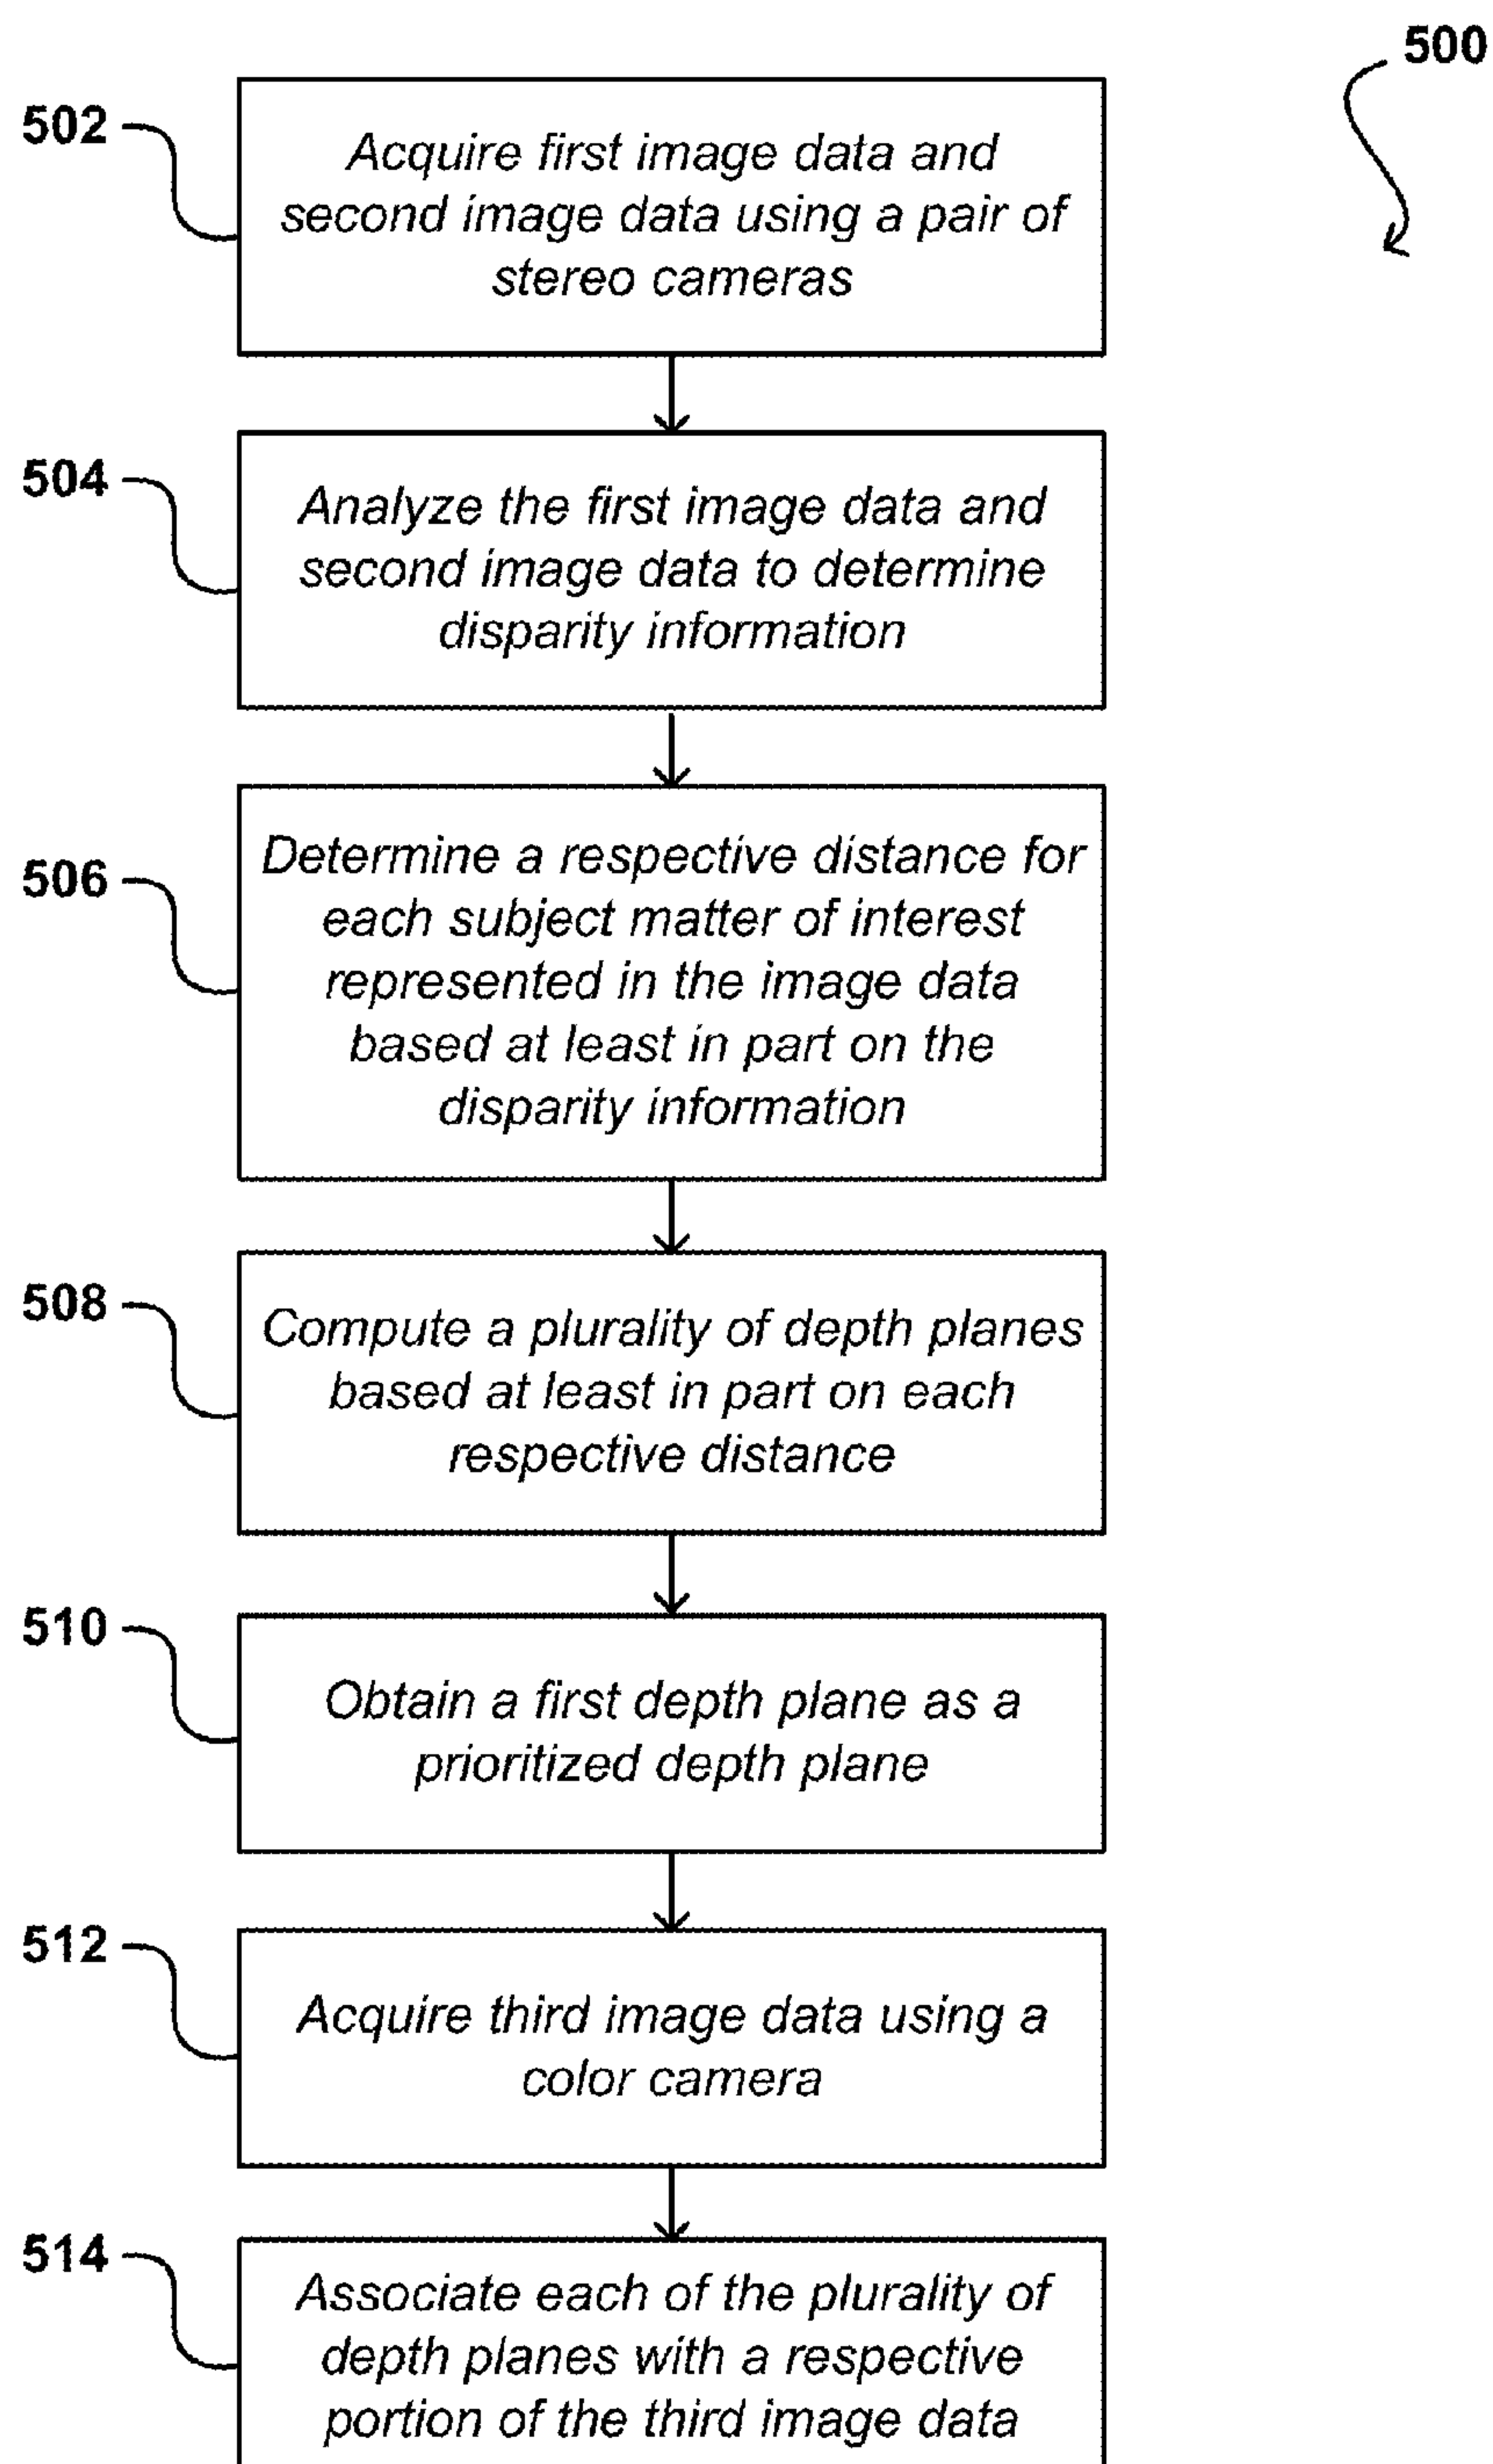 500
502
Acquire first image data and
second image data using a pair of
stereo cameras
504
Analyze the first image data and
second image data to determine
disparity information
506
Determine a respective distance for
each subject matter of interest
represented in the image data
based at least in part on the
disparity information
508
Compute a plurality of depth planes
based at least in part on each
respective distance
510
Obtain a first depth plane as a
prioritized depth plane
512
Acquire third image data using a
color camera
514
Associate each of the plurality of
depth planes with a respective
portion of the third image data